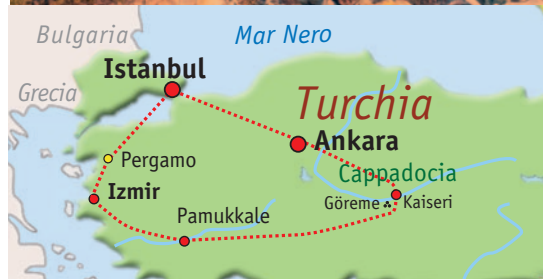 Bulgaria
Mar Nero
Istanbul
Grecia
Turchia
Ankara
Pergamo
Cappadocia
Izmir
Göreme
Kaiseri
Pamukkale